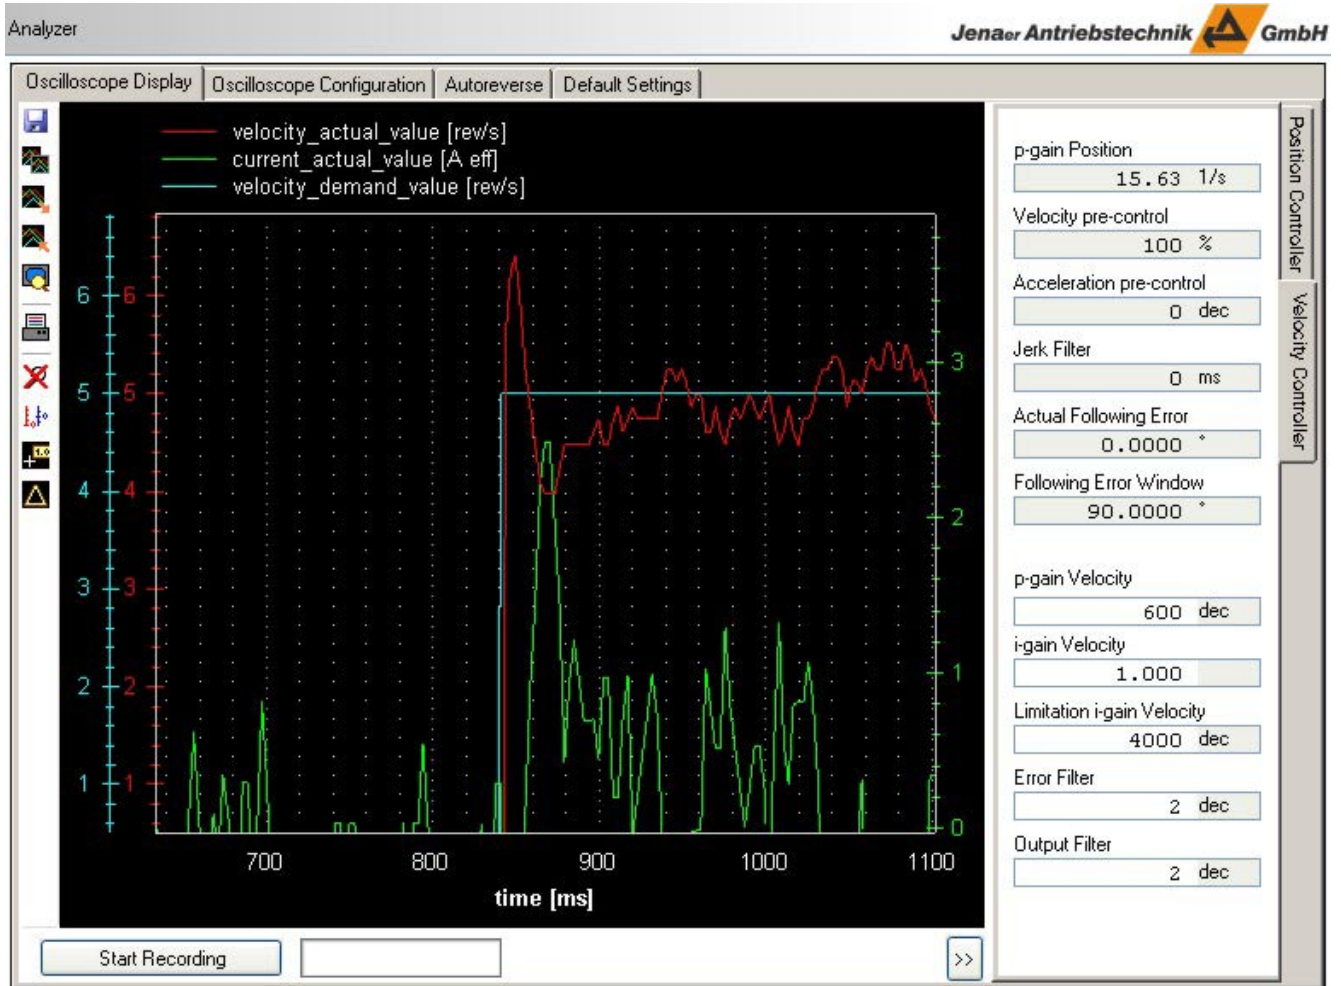 Analyzer
Jenaer Antriebstechnik GmbH
Oscilloscope Display Oscilloscope Configuration Autoreverse Default Settings
velocity_actual_value [rev/s]
current_actual_value [A eff]
velocity_demand_value [rev/s]
6 6
5 5
4 4
3 3
2 2
1 1
3
2
1
0
700 800 900 1000 1100
time [ms]
Start Recording
>>
p-gain Position
15.63 1/s
Velocity pre-control
100 %
Acceleration pre-control
0 dec
Jerk Filter
0 ms
Actual Following Error
0.0000 °
Following Error Window
90.0000 °
p-gain Velocity
600 dec
i-gain Velocity
1.000
Limitation i-gain Velocity
4000 dec
Error Filter
2 dec
Output Filter
2 dec
Position Controller
Velocity Controller